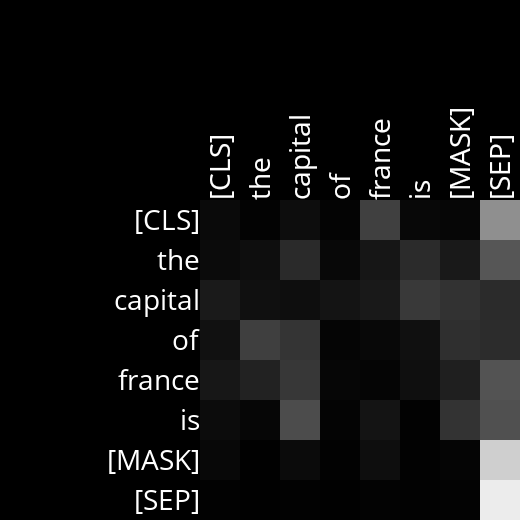 [CLS] the capital of france is [MASK] [SEP]
[CLS]
the
capital
of
france
is
[MASK]
[SEP]